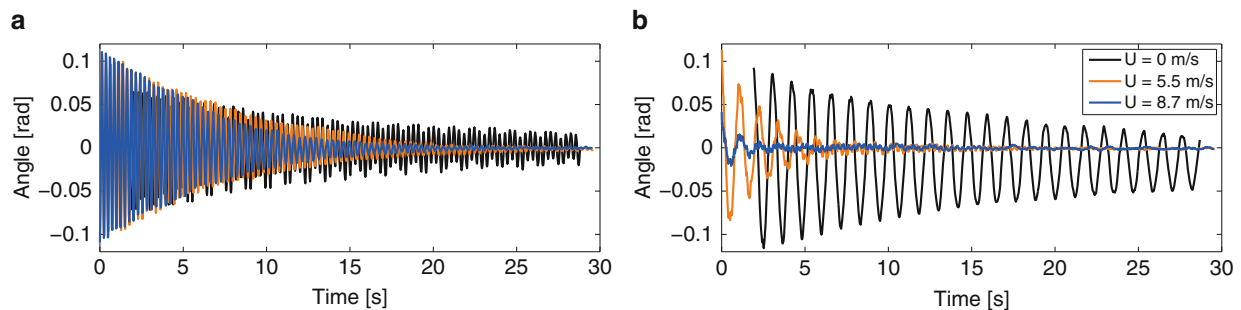 a
Angle [rad]
0.1
0.05
0
−0.05
−0.1
0 5 10 15 20 25 30
Time [s]
b
Angle [rad]
0.1
0.05
0
−0.05
−0.1
U = 0 m/s
U = 5.5 m/s
U = 8.7 m/s
0 5 10 15 20 25 30
Time [s]